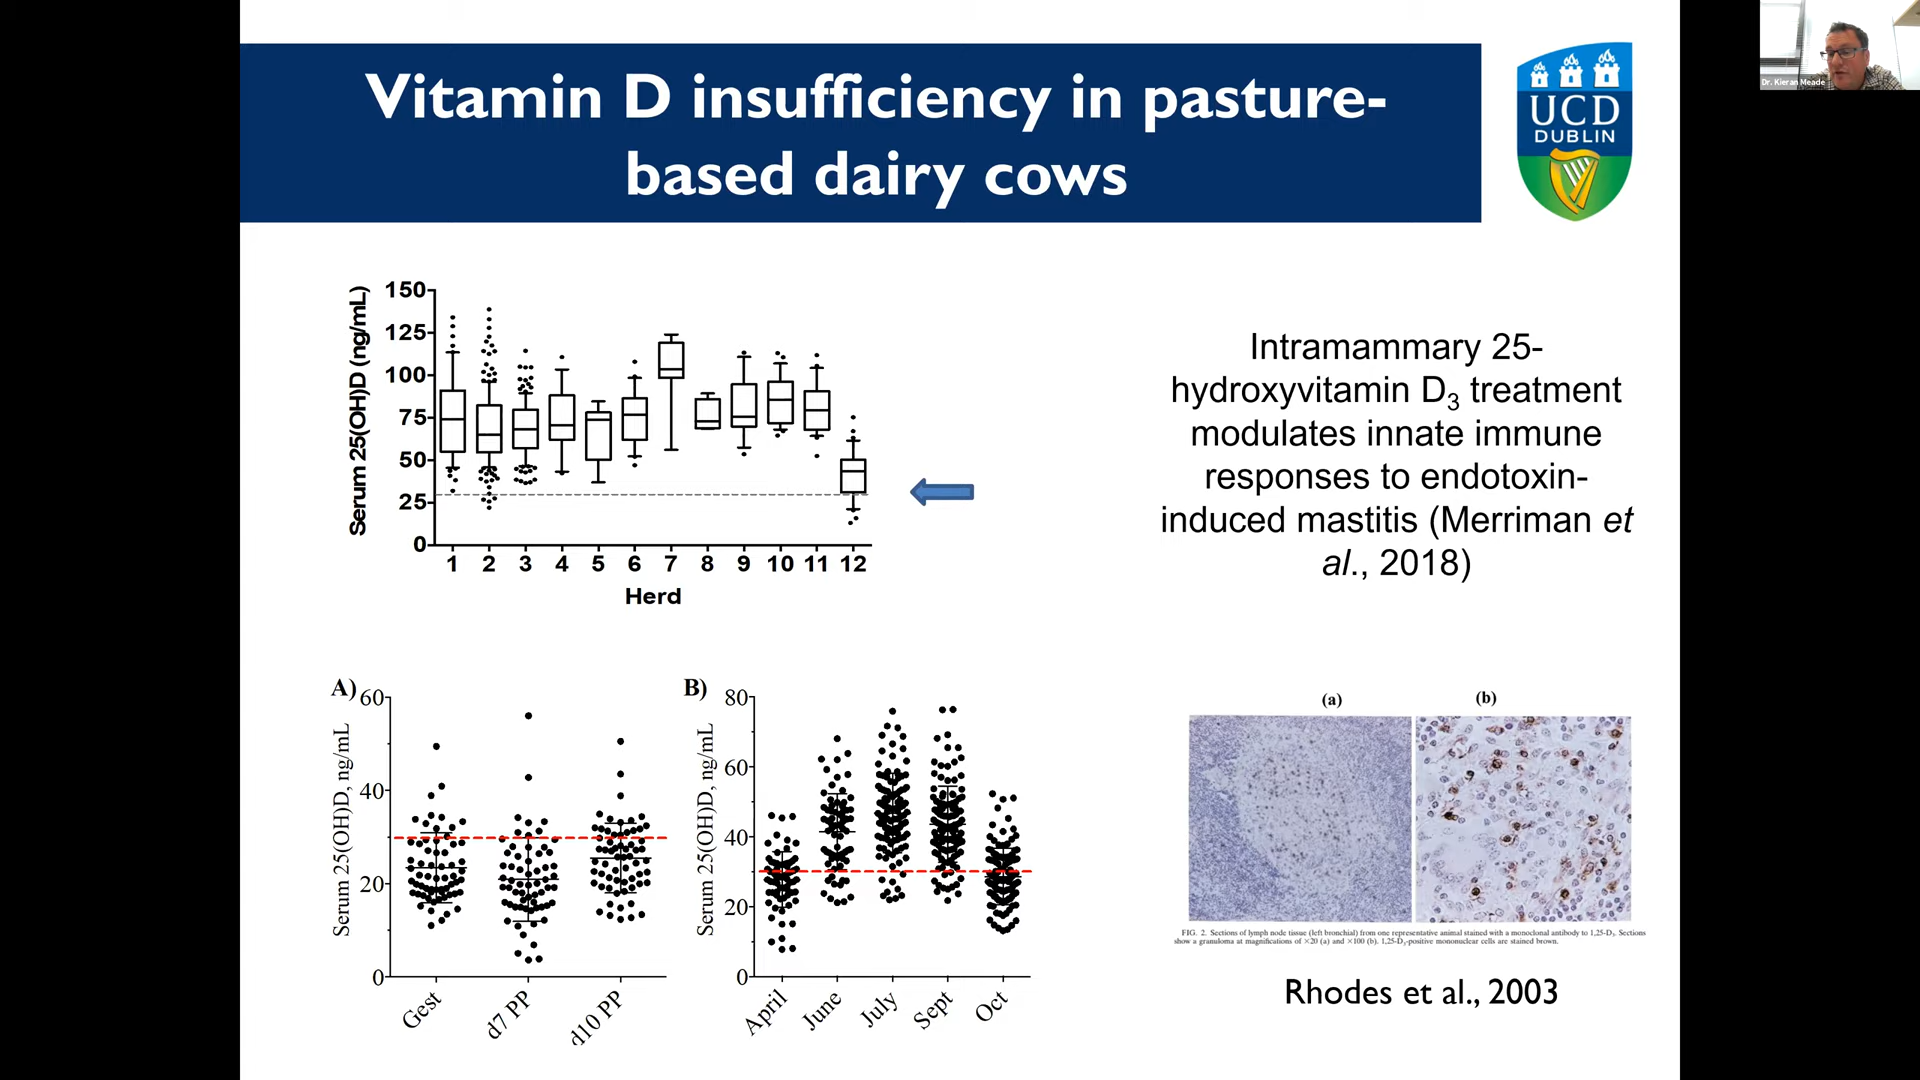 Vitamin D insufficiency in pasture-
based dairy cows
UCD
DUBLIN
Dr. Kieran Meade
Serum 25(OH)D (ng/mL)
150
125
100
75
50
25
0
1 2 3 4 5 6 7 8 9 10 11 12
Herd
Intramammary 25-
hydroxyvitamin D3 treatment
modulates innate immune
responses to endotoxin-
induced mastitis (Merriman et
al., 2018)
A)
Serum 25(OH)D, ng/mL
60
40
20
0
Gest d7 PP d10 PP
B)
Serum 25(OH)D, ng/mL
80
60
40
20
0
April June July Sept Oct
(a) (b)
FIG. 2. Sections of lymph node tissue (left bronchial) from one representative animal stained with a monoclonal antibody to 1,25-D3. Sections
show a granuloma at magnifications of ×20 (a) and ×100 (b). 1,25-D3-positive mononuclear cells are stained brown.
Rhodes et al., 2003